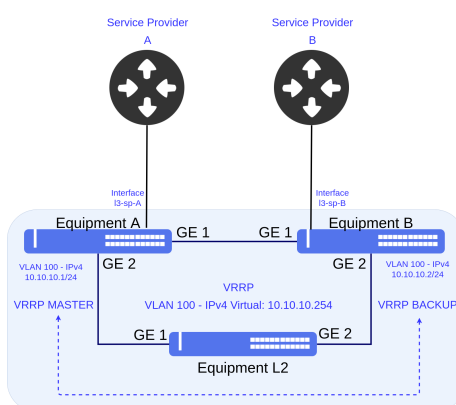 Service Provider
A
Service Provider
B
Interface
l3-sp-A
Interface
l3-sp-B
Equipment A
Equipment B
GE 1
GE 1
VLAN 100 - IPv4
10.10.10.1/24
GE 2
GE 2
VLAN 100 - IPv4
10.10.10.2/24
VRRP
VRRP MASTER
VLAN 100 - IPv4 Virtual: 10.10.10.254
VRRP BACKUP
GE 1
GE 2
Equipment L2